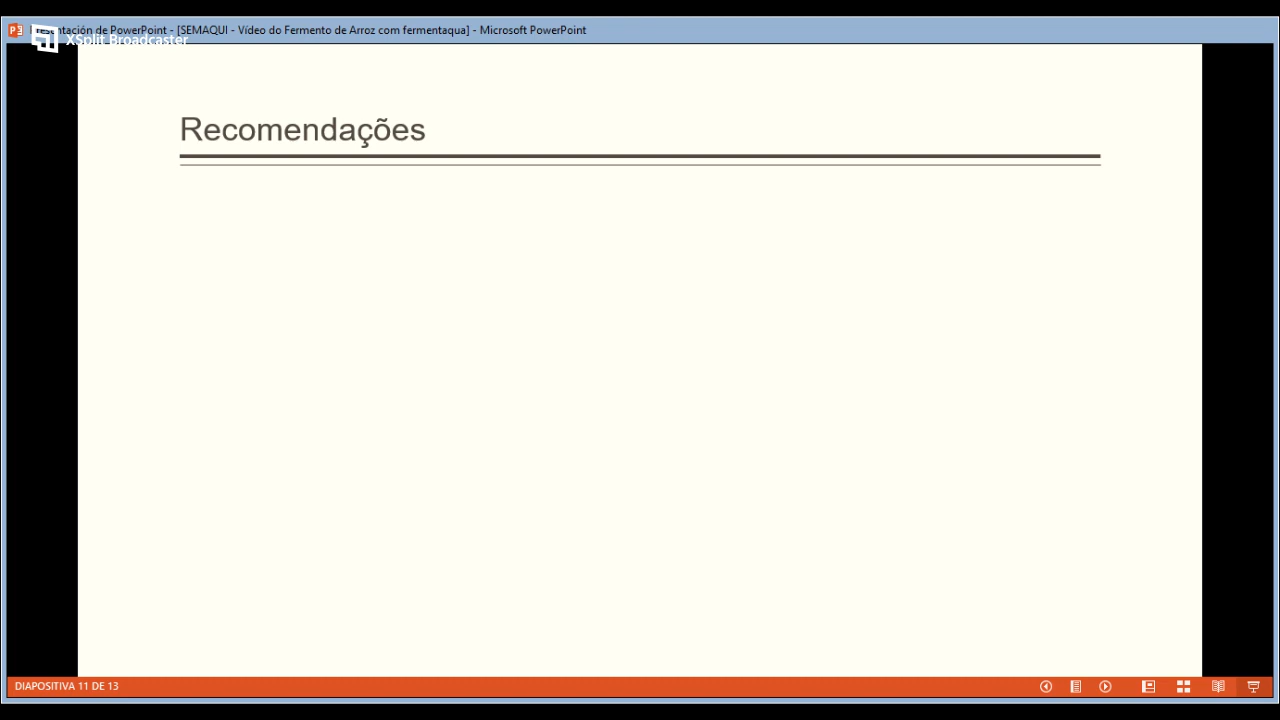 Presentación de PowerPoint - [SEMAQUI - Vídeo do Fermento de Arroz com fermentaqua] - Microsoft PowerPoint
XSplit Broadcaster
Recomendações
DIAPOSITIVA 11 DE 13